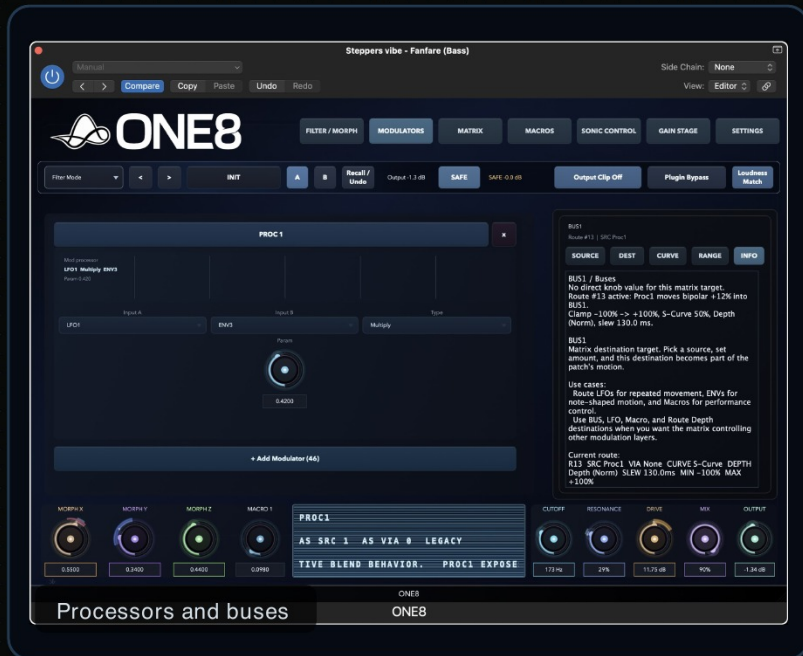 Steppers vibe - Fanfare (Bass)
Manual
Side Chain: None
< > Compare Copy Paste Undo Redo
View: Editor
ONE8
FILTER / MORPH MODULATORS MATRIX MACROS SONIC CONTROL GAIN STAGE SETTINGS
Filter Mode < > INIT A B Recall / Undo Output -1.3 dB SAFE SAFE -0.0 dB Output Clip Off Plugin Bypass Loudness Match
PROC 1 x
Mod processor
LFO1 Multiply ENV3
Param 0.420
Input A Input B Type
LFO1 ENV3 Multiply
Param
0.4200
+ Add Modulator (46)
BUS1
Route #13 | SRC Proc1
SOURCE DEST CURVE RANGE INFO
BUS1 / Buses
No direct knob value for this matrix target.
Route #13 active: Proc1 moves bipolar +12% into
BUS1.
Clamp -100% -> +100%, S-Curve 50%, Depth
(Norm), slew 130.0 ms.
BUS1
Matrix destination target. Pick a source, set
amount, and this destination becomes part of the
patch's motion.
Use cases:
Route LFOs for repeated movement, ENVs for
note-shaped motion, and Macros for performance
control.
Use BUS, LFO, Macro, and Route Depth
destinations when you want the matrix controlling
other modulation layers.
Current route:
R13 SRC Proc1 VIA None CURVE S-Curve DEPTH
Depth (Norm) SLEW 130.0ms MIN -100% MAX
+100%
MORPH X MORPH Y MORPH Z MACRO 1
0.5500 0.3400 0.4400 0.0980
PROC1
AS SRC 1 AS VIA 0 LEGACY
TIVE BLEND BEHAVIOR. PROC1 EXPOSE
CUTOFF RESONANCE DRIVE MIX OUTPUT
173 Hz 29% 11.75 dB 90% -1.34 dB
ONE8
ONE8
Processors and buses